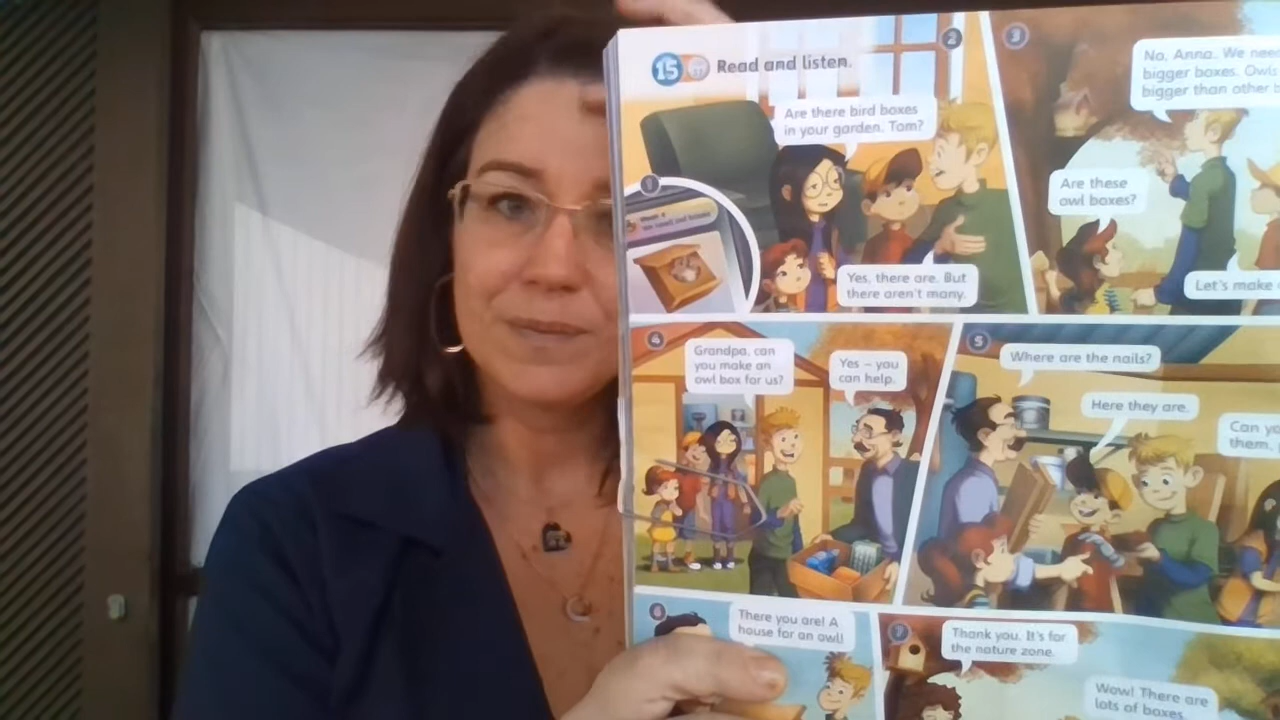 15
Read and listen.
2
Are there bird boxes
in your garden, Tom?
1
Yes, there are. But
there aren't many.
3
No, Anna. We need
bigger boxes. Owls
bigger than other
Are these
owl boxes?
Let's make
4
Grandpa, can
you make an
owl box for us?
Yes – you
can help.
5
Where are the nails?
Here they are.
Can
them,
6
There you are! A
house for an owl!
7
Thank you. It's for
the nature zone.
Wow! There are
lots of boxes